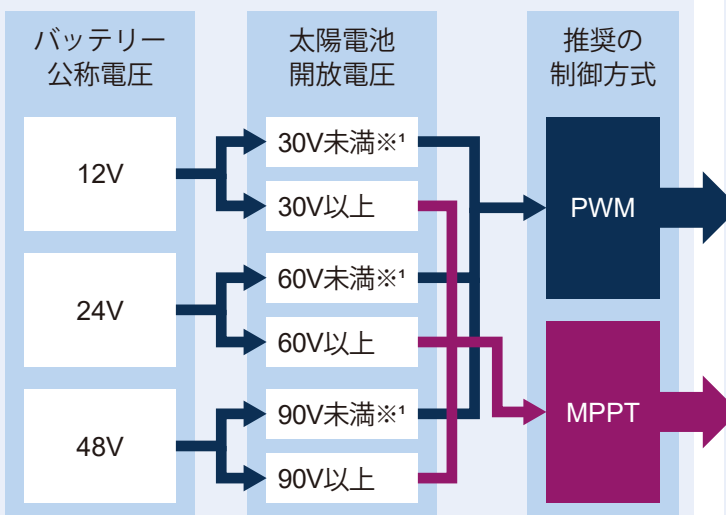 バッテリー
公称電圧
太陽電池
開放電圧
推奨の
制御方式
12V
30V未満※¹
30V以上
PWM
24V
60V未満※¹
60V以上
48V
90V未満※¹
90V以上
MPPT